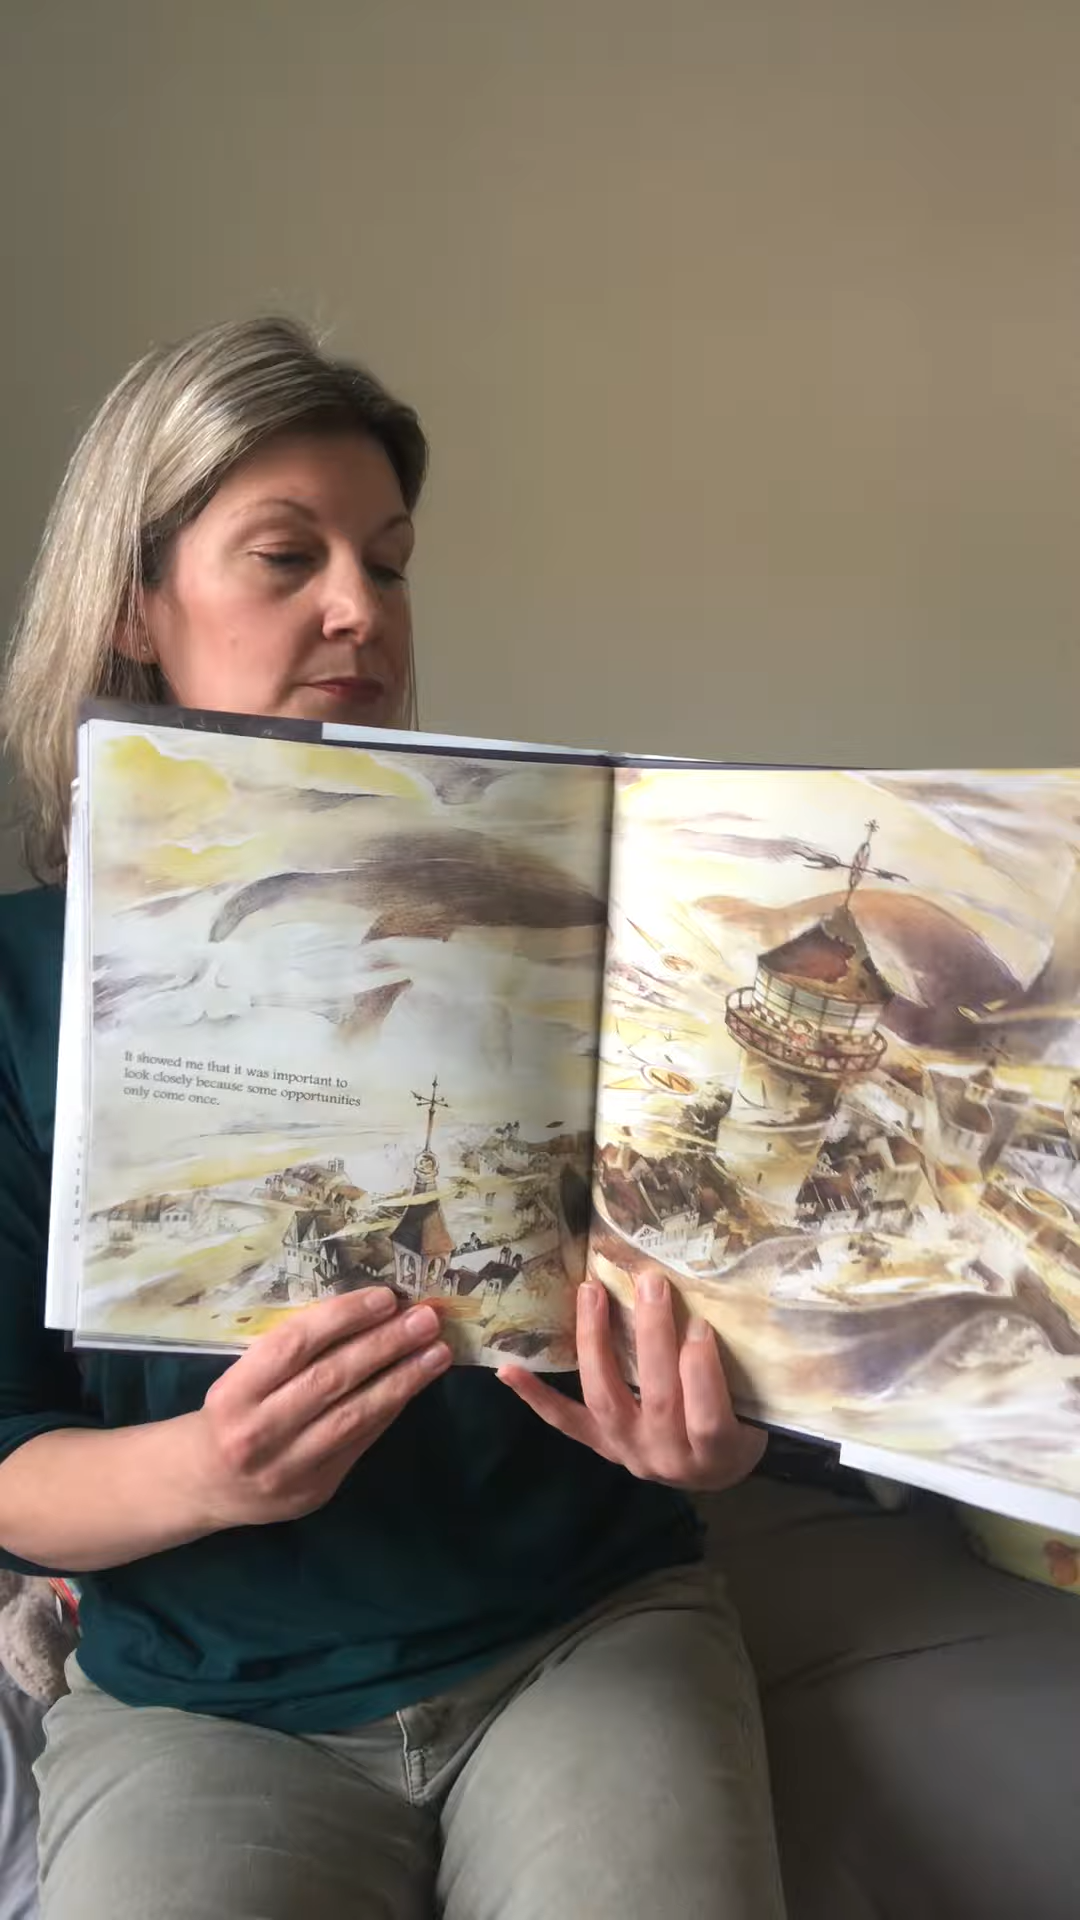 It showed me that it was important to
look closely because some opportunities
only come once.